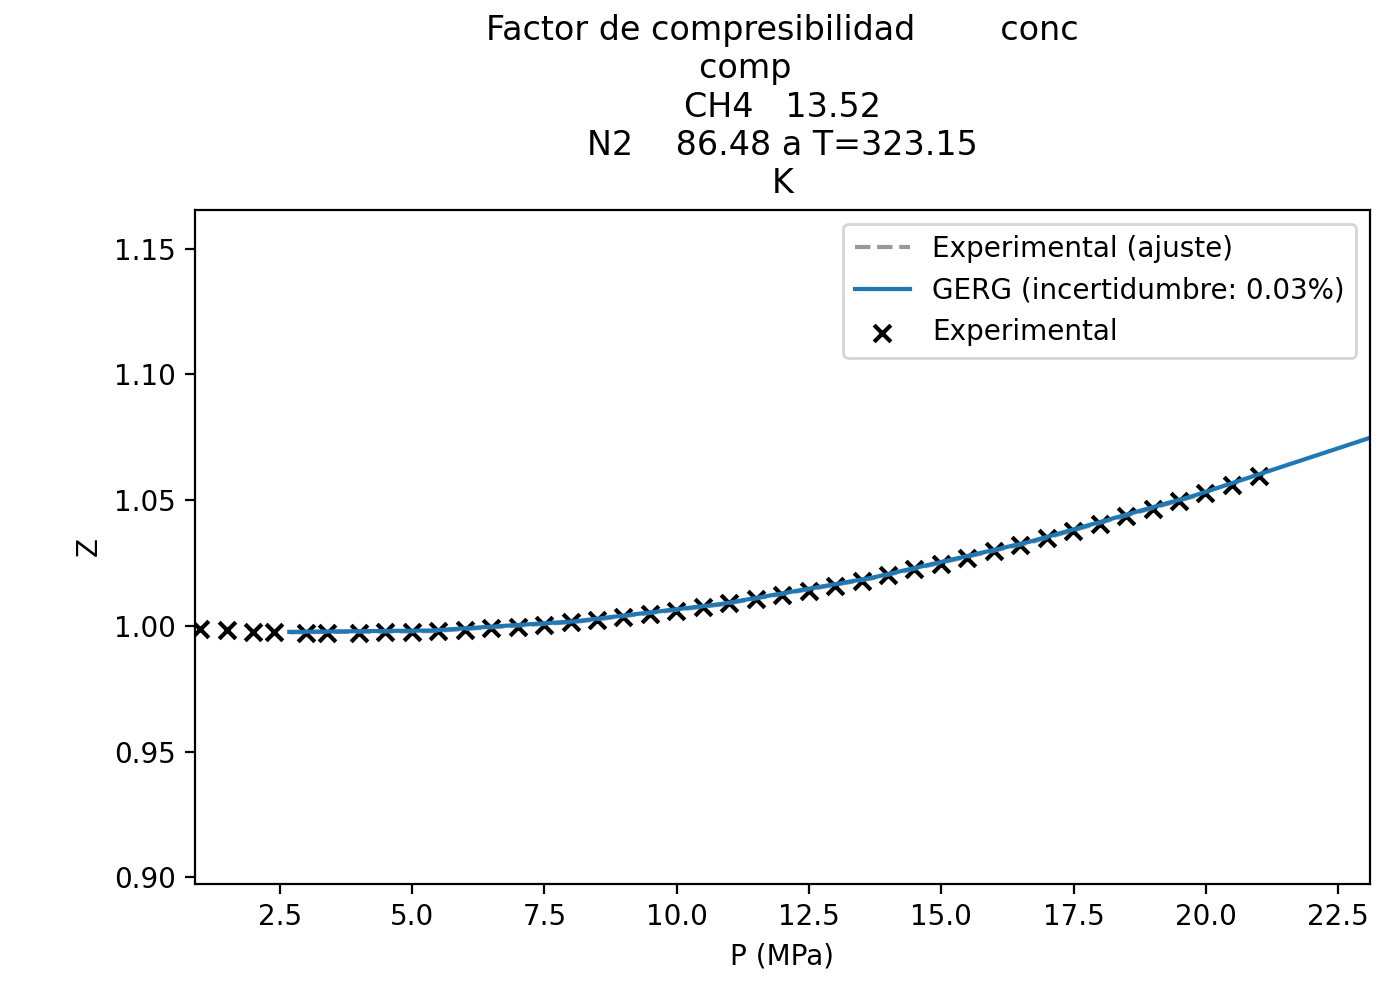 Factor de compresibilidad conc
comp
CH4 13.52
N2 86.48 a T=323.15
K
1.15
1.10
1.05
1.00
0.95
0.90
Z
Experimental (ajuste)
GERG (incertidumbre: 0.03%)
Experimental
2.5 5.0 7.5 10.0 12.5 15.0 17.5 20.0 22.5
P (MPa)